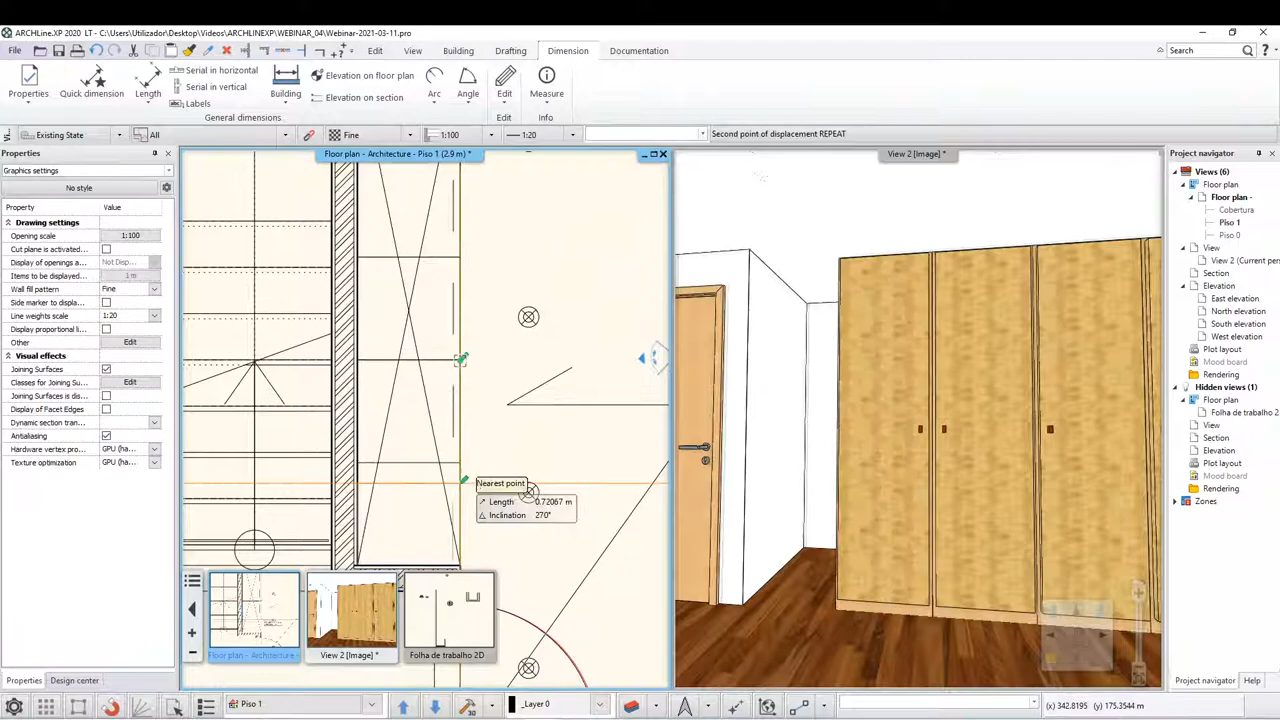 ARCHLine.XP 2020 LT - C:\Users\Utilizador\Desktop\Videos\ARCHLINEXP\WEBINAR_04\Webinar-2021-03-11.pro
File Edit View Building Drafting Dimension Documentation Search
Properties Quick dimension Length Serial in horizontal Serial in vertical Labels Building Elevation on floor plan Elevation on section Arc Angle Edit Measure
General dimensions Edit Info
Existing State All Fine 1:100 1:20 Second point of displacement REPEAT
Properties
Graphics settings
No style
Property Value
Drawing settings
Opening scale 1:100
Cut plane is activated...
Display of openings a... Not Disp...
Items to be displayed... 1 m
Wall fill pattern Fine
Side marker to displa...
Line weights scale 1:20
Display proportional li...
Other Edit
Visual effects
Joining Surfaces
Classes for Joining Su... Edit
Joining Surfaces is di...
Display of Facet Edges
Dynamic section tran...
Antialiasing
Hardware vertex pro... GPU (ha...
Texture optimization GPU (ha...
Properties Design center
Floor plan - Architecture - Piso 1 (2.9 m) *
Nearest point
Length 0.72067 m
Inclination 270°
Floor plan - Architecture -
View 2 [Image] *
Folha de trabalho 2D
View 2 [Image] *
Project navigator
Views (6)
Floor plan
Floor plan -
Cobertura
Piso 1
Piso 0
View
View 2 (Current per
Section
Elevation
East elevation
North elevation
South elevation
West elevation
Plot layout
Mood board
Rendering
Hidden views (1)
Floor plan
Folha de trabalho 2
View
Section
Elevation
Plot layout
Mood board
Rendering
Zones
Project navigator Help
Piso 1 _Layer 0 (x) 342.8195 (y) 175.3544 m